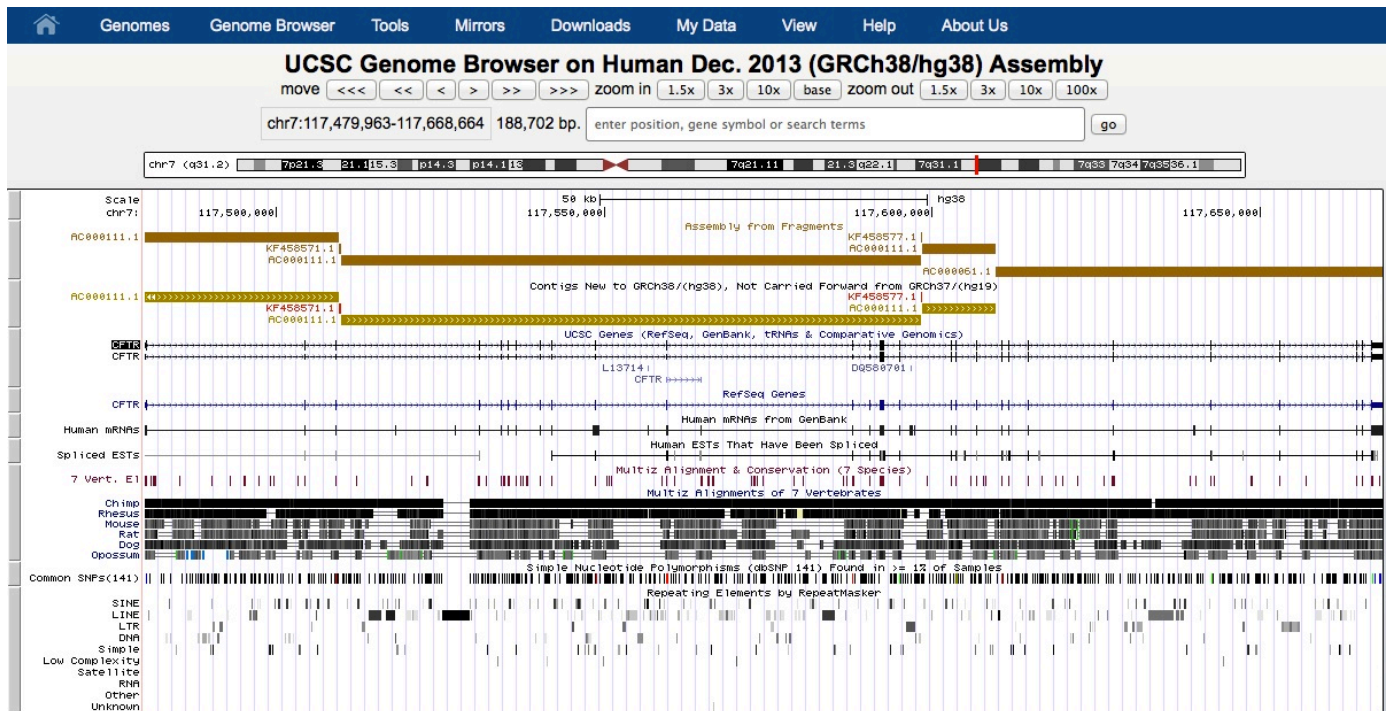 Genomes Genome Browser Tools Mirrors Downloads My Data View Help About Us
UCSC Genome Browser on Human Dec. 2013 (GRCh38/hg38) Assembly
move <<< << < > >> >>> zoom in 1.5x 3x 10x base zoom out 1.5x 3x 10x 100x
chr7:117,479,963-117,668,664 188,702 bp. enter position, gene symbol or search terms go
chr7 (q31.2) 7p21.3 21.1 15.3 p14.3 p14.1 13 7q21.11 21.3 q22.1 7q31.1 7q33 7q34 7q35 36.1
Scale 50 kb hg38
chr7: 117,500,000 117,550,000 117,600,000 117,650,000
Assembly from Fragments
AC000111.1 KF458577.1
KF458571.1 AC000111.1
AC000111.1 AC000061.1
Contigs New to GRCh38/(hg38), Not Carried Forward from GRCh37/(hg19)
AC000111.1 KF458577.1
KF458571.1 AC000111.1
AC000111.1
UCSC Genes (RefSeq, GenBank, tRNAs & Comparative Genomics)
CFTR
CFTR
L13714 DQ580701
CFTR
RefSeq Genes
CFTR
Human mRNAs from GenBank
Human mRNAs
Human ESTs That Have Been Spliced
Spliced ESTs
Multiz Alignment & Conservation (7 Species)
7 Vert. El
Multiz Alignments of 7 Vertebrates
Chimp
Rhesus
Mouse
Rat
Dog
Opossum
Simple Nucleotide Polymorphisms (dbSNP 141) Found in >= 1% of Samples
Common SNPs(141)
Repeating Elements by RepeatMasker
SINE
LINE
LTR
DNA
Simple
Low Complexity
Satellite
RNA
Other
Unknown